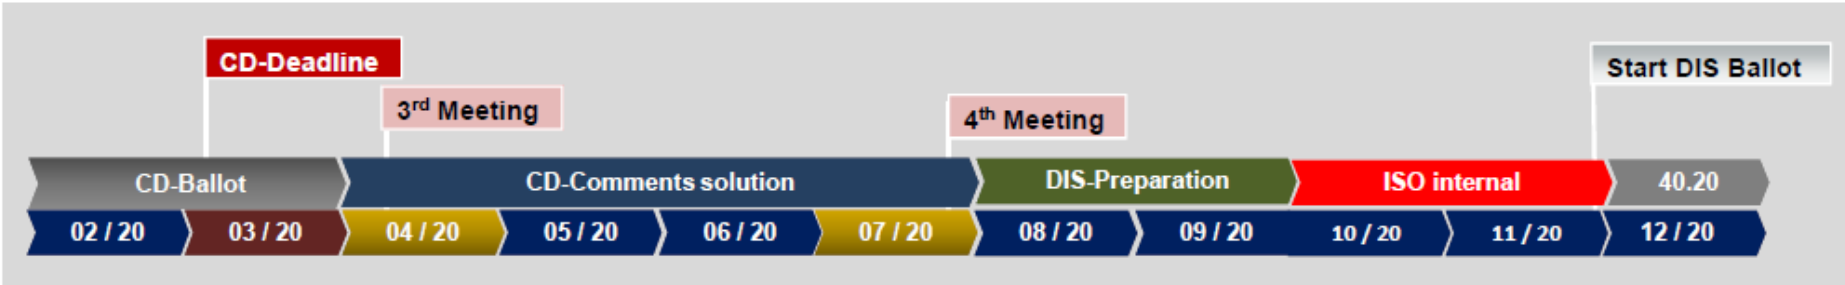 CD-Deadline
Start DIS Ballot
3rd Meeting
4th Meeting
CD-Ballot
CD-Comments solution
DIS-Preparation
ISO internal
40.20
02 / 20
03 / 20
04 / 20
05 / 20
06 / 20
07 / 20
08 / 20
09 / 20
10 / 20
11 / 20
12 / 20